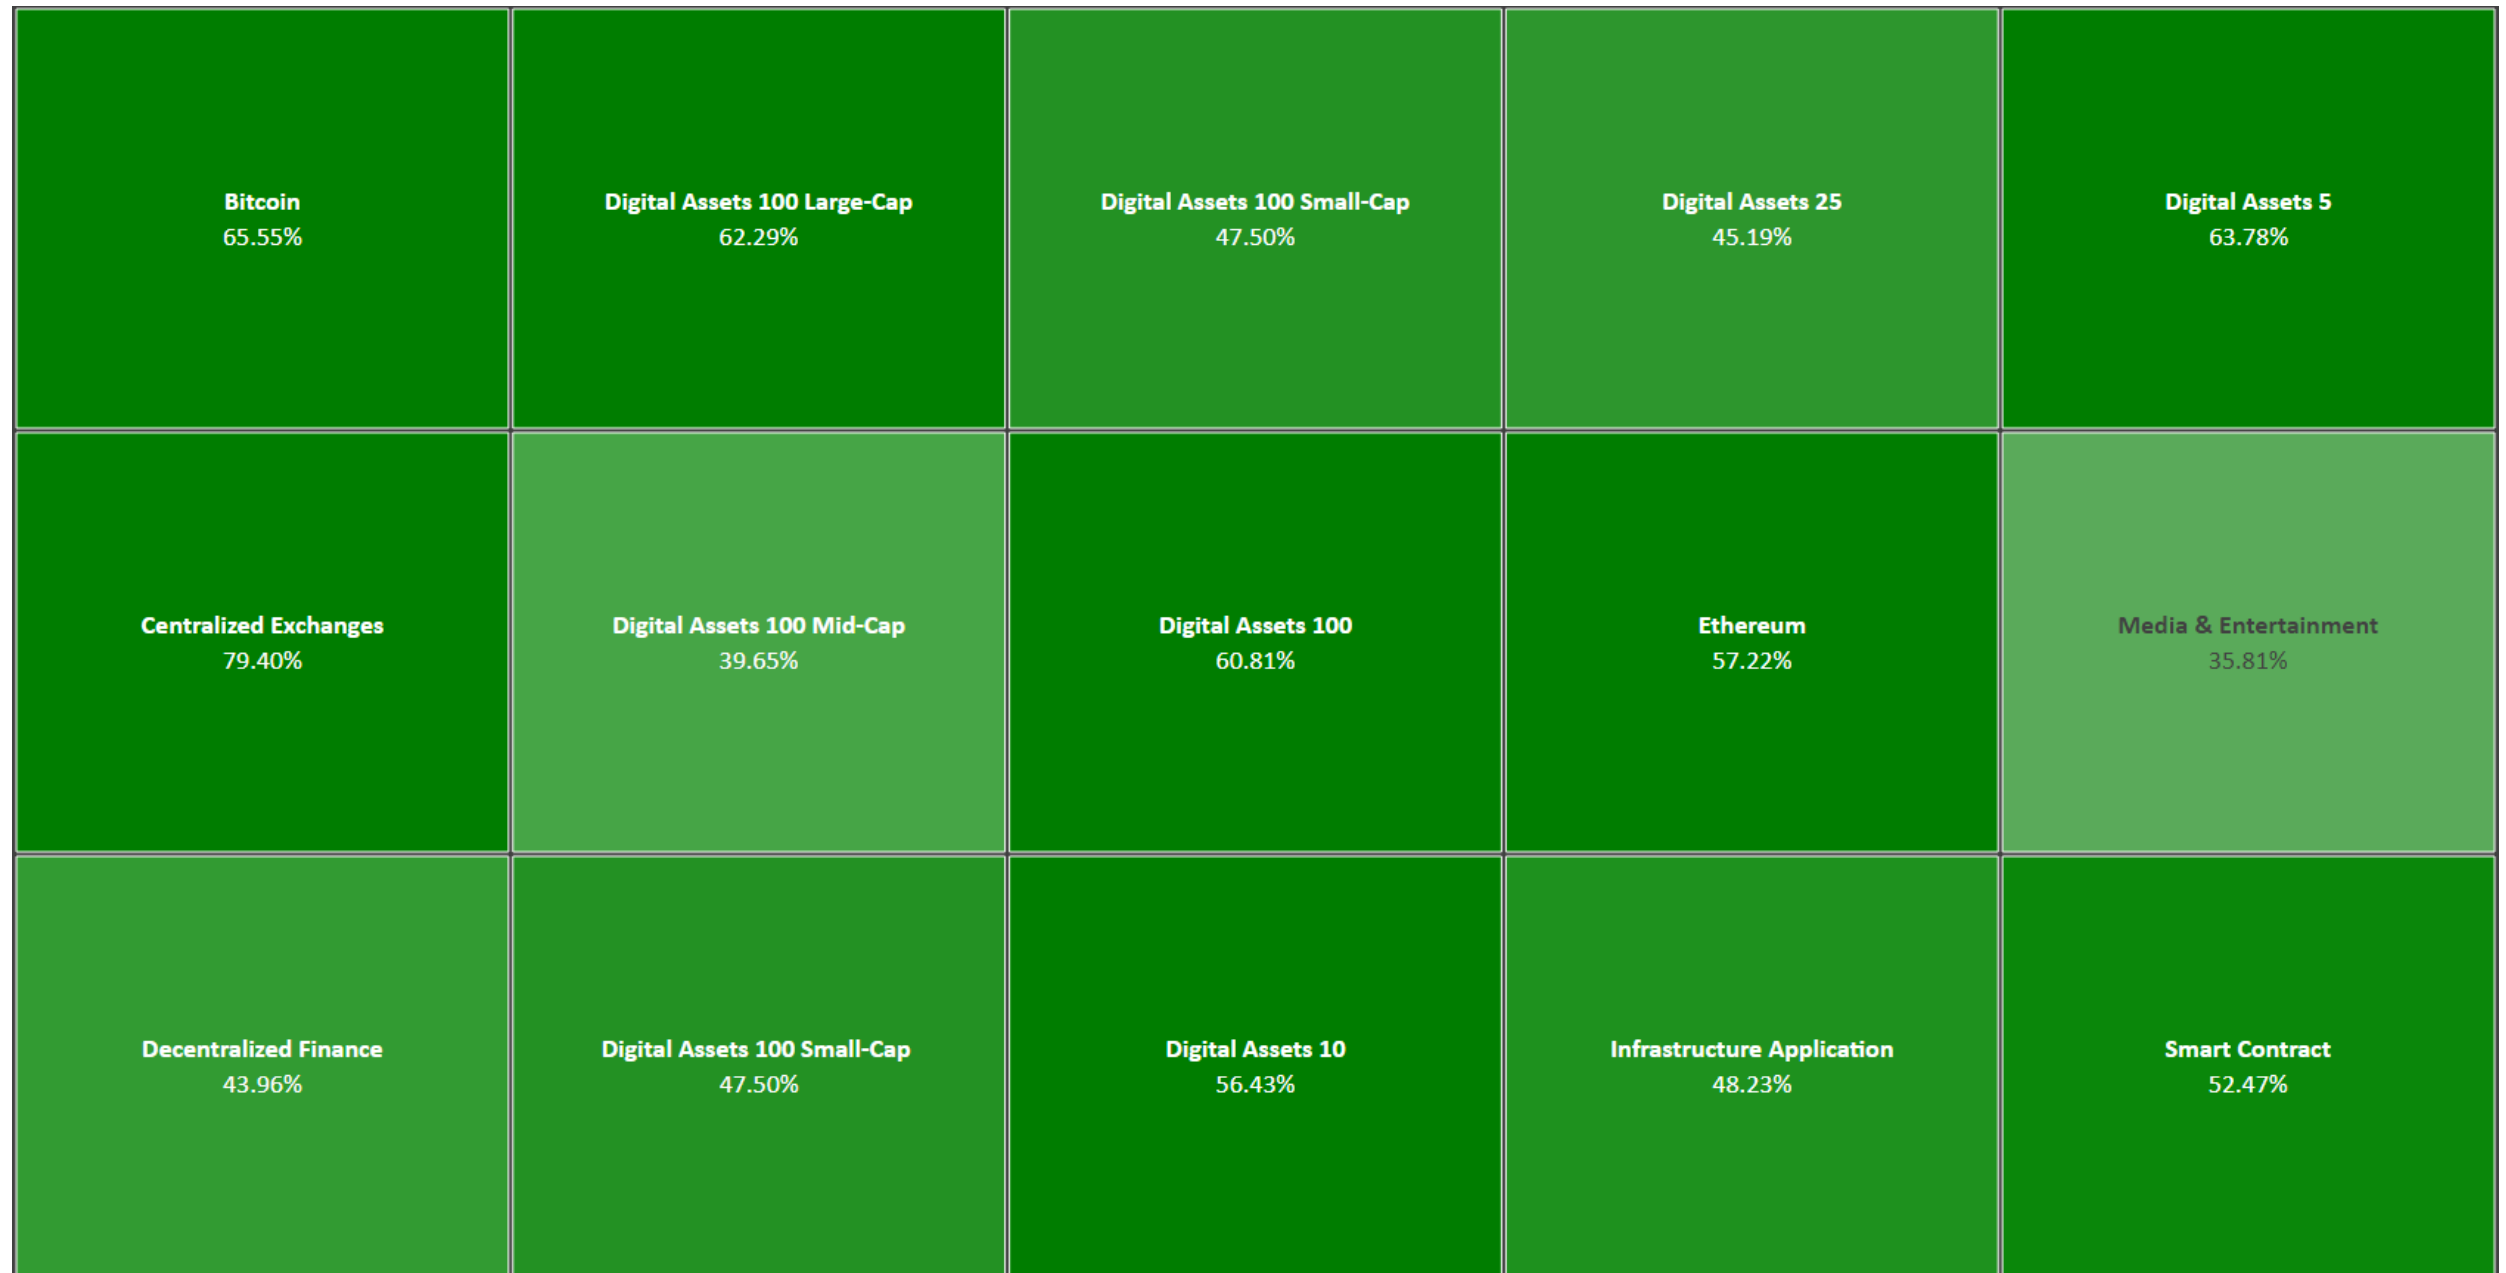 Bitcoin
65.55%
Digital Assets 100 Large-Cap
62.29%
Digital Assets 100 Small-Cap
47.50%
Digital Assets 25
45.19%
Digital Assets 5
63.78%
Centralized Exchanges
79.40%
Digital Assets 100 Mid-Cap
39.65%
Digital Assets 100
60.81%
Ethereum
57.22%
Media & Entertainment
35.81%
Decentralized Finance
43.96%
Digital Assets 100 Small-Cap
47.50%
Digital Assets 10
56.43%
Infrastructure Application
48.23%
Smart Contract
52.47%